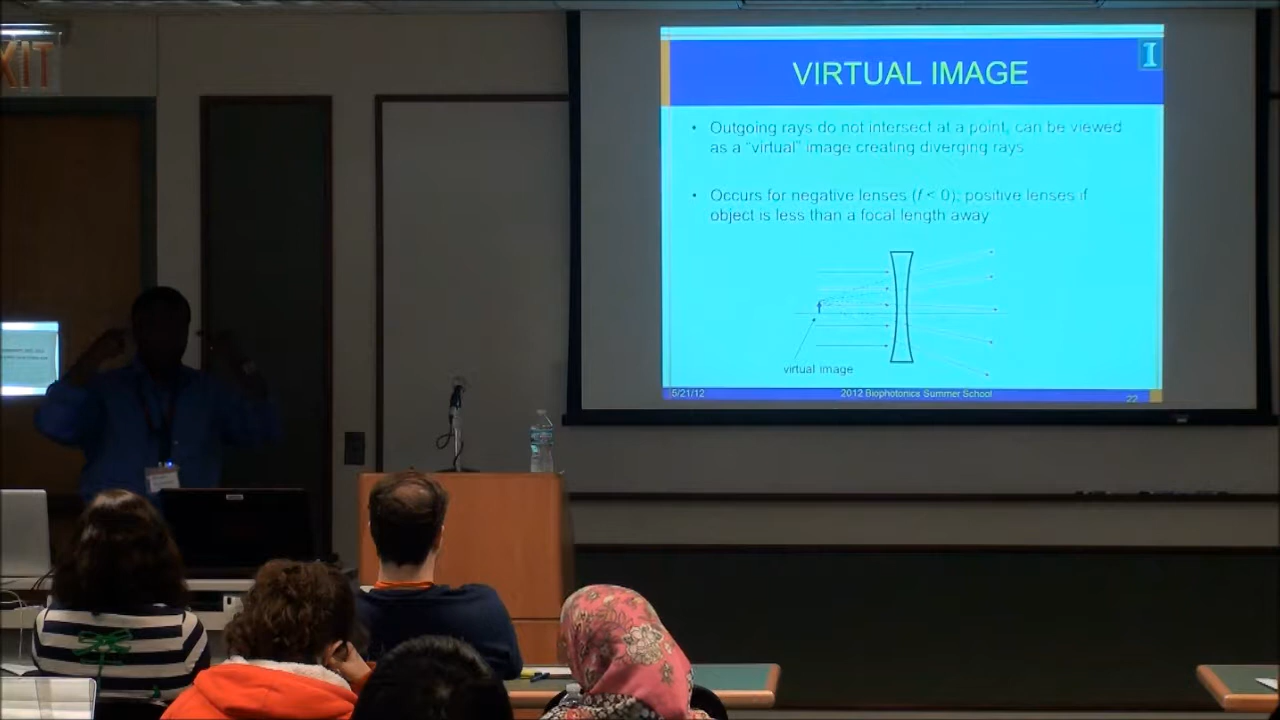 EXIT
VIRTUAL IMAGE
I
• Outgoing rays do not intersect at a point, can be viewed
as a “virtual” image creating diverging rays
• Occurs for negative lenses (f < 0); positive lenses if
object is less than a focal length away
virtual image
5/21/12
2012 Biophotonics Summer School
22